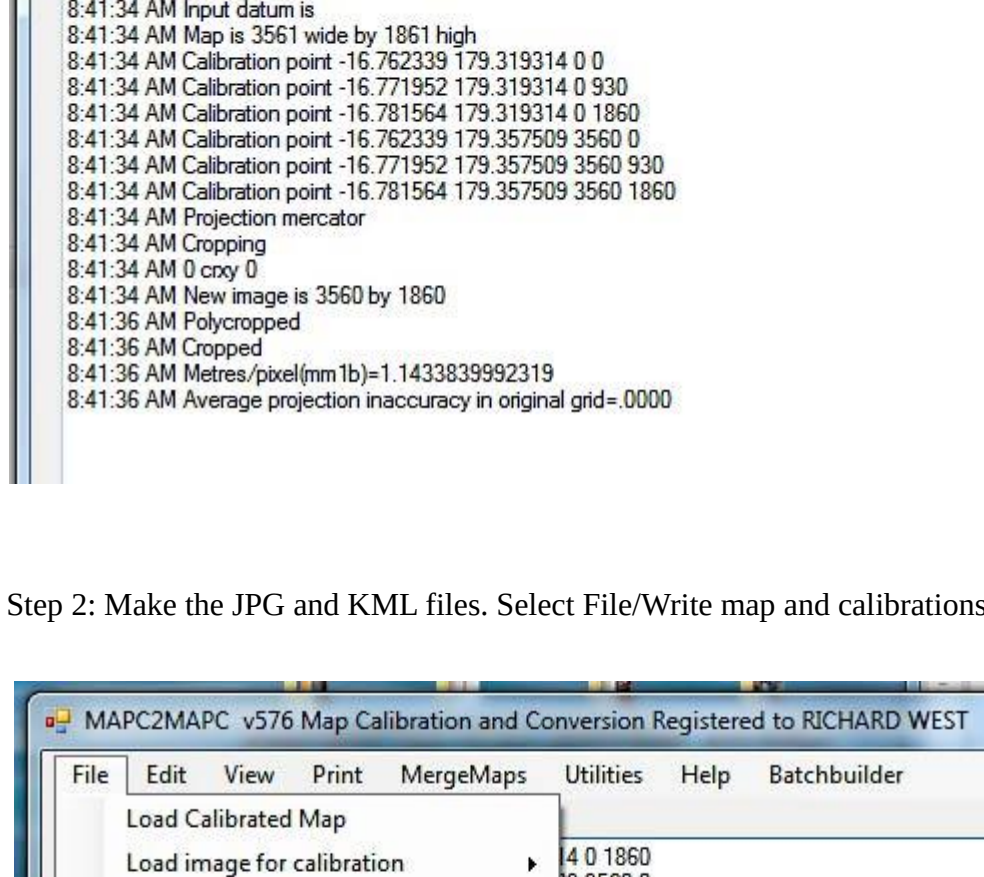 8:41:34 AM Input datum is
8:41:34 AM Map is 3561 wide by 1861 high
8:41:34 AM Calibration point -16.762339 179.319314 0 0
8:41:34 AM Calibration point -16.771952 179.319314 0 930
8:41:34 AM Calibration point -16.781564 179.319314 0 1860
8:41:34 AM Calibration point -16.762339 179.357509 3560 0
8:41:34 AM Calibration point -16.771952 179.357509 3560 930
8:41:34 AM Calibration point -16.781564 179.357509 3560 1860
8:41:34 AM Projection mercator
8:41:34 AM Cropping
8:41:34 AM 0 crxy 0
8:41:34 AM New image is 3560 by 1860
8:41:36 AM Polycropped
8:41:36 AM Cropped
8:41:36 AM Metres/pixel(mm1b)=1.1433839992319
8:41:36 AM Average projection inaccuracy in original grid=.0000
Step 2: Make the JPG and KML files. Select File/Write map and calibrations
MAPC2MAPC v576 Map Calibration and Conversion Registered to RICHARD WEST
File Edit View Print MergeMaps Utilities Help Batchbuilder
Load Calibrated Map
Load image for calibration
14 0 1860